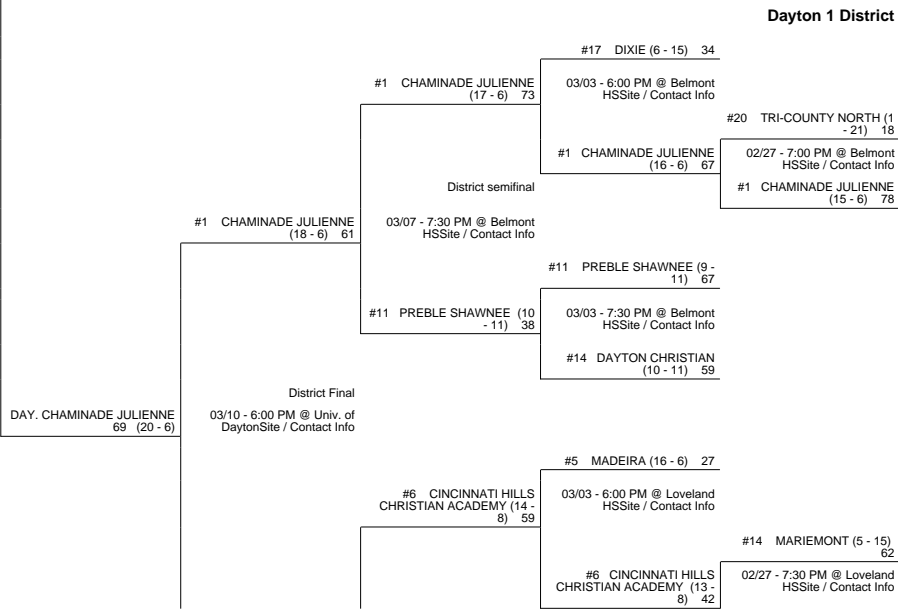 Dayton 1 District
#17 DIXIE (6 - 15) 34
#1 CHAMINADE JULIENNE
(17 - 6) 73
03/03 - 6:00 PM @ Belmont
HSSite / Contact Info
#20 TRI-COUNTY NORTH (1
- 21) 18
#1 CHAMINADE JULIENNE
(16 - 6) 67
02/27 - 7:00 PM @ Belmont
HSSite / Contact Info
District semifinal
#1 CHAMINADE JULIENNE
(15 - 6) 78
#1 CHAMINADE JULIENNE
(18 - 6) 61
03/07 - 7:30 PM @ Belmont
HSSite / Contact Info
#11 PREBLE SHAWNEE (9 -
11) 67
#11 PREBLE SHAWNEE (10
- 11) 38
03/03 - 7:30 PM @ Belmont
HSSite / Contact Info
#14 DAYTON CHRISTIAN
(10 - 11) 59
District Final
DAY. CHAMINADE JULIENNE
69 (20 - 6)
03/10 - 6:00 PM @ Univ. of
DaytonSite / Contact Info
#5 MADEIRA (16 - 6) 27
#6 CINCINNATI HILLS
CHRISTIAN ACADEMY (14 -
8) 59
03/03 - 6:00 PM @ Loveland
HSSite / Contact Info
#14 MARIEMONT (5 - 15)
62
#6 CINCINNATI HILLS
CHRISTIAN ACADEMY (13 -
8) 42
02/27 - 7:30 PM @ Loveland
HSSite / Contact Info